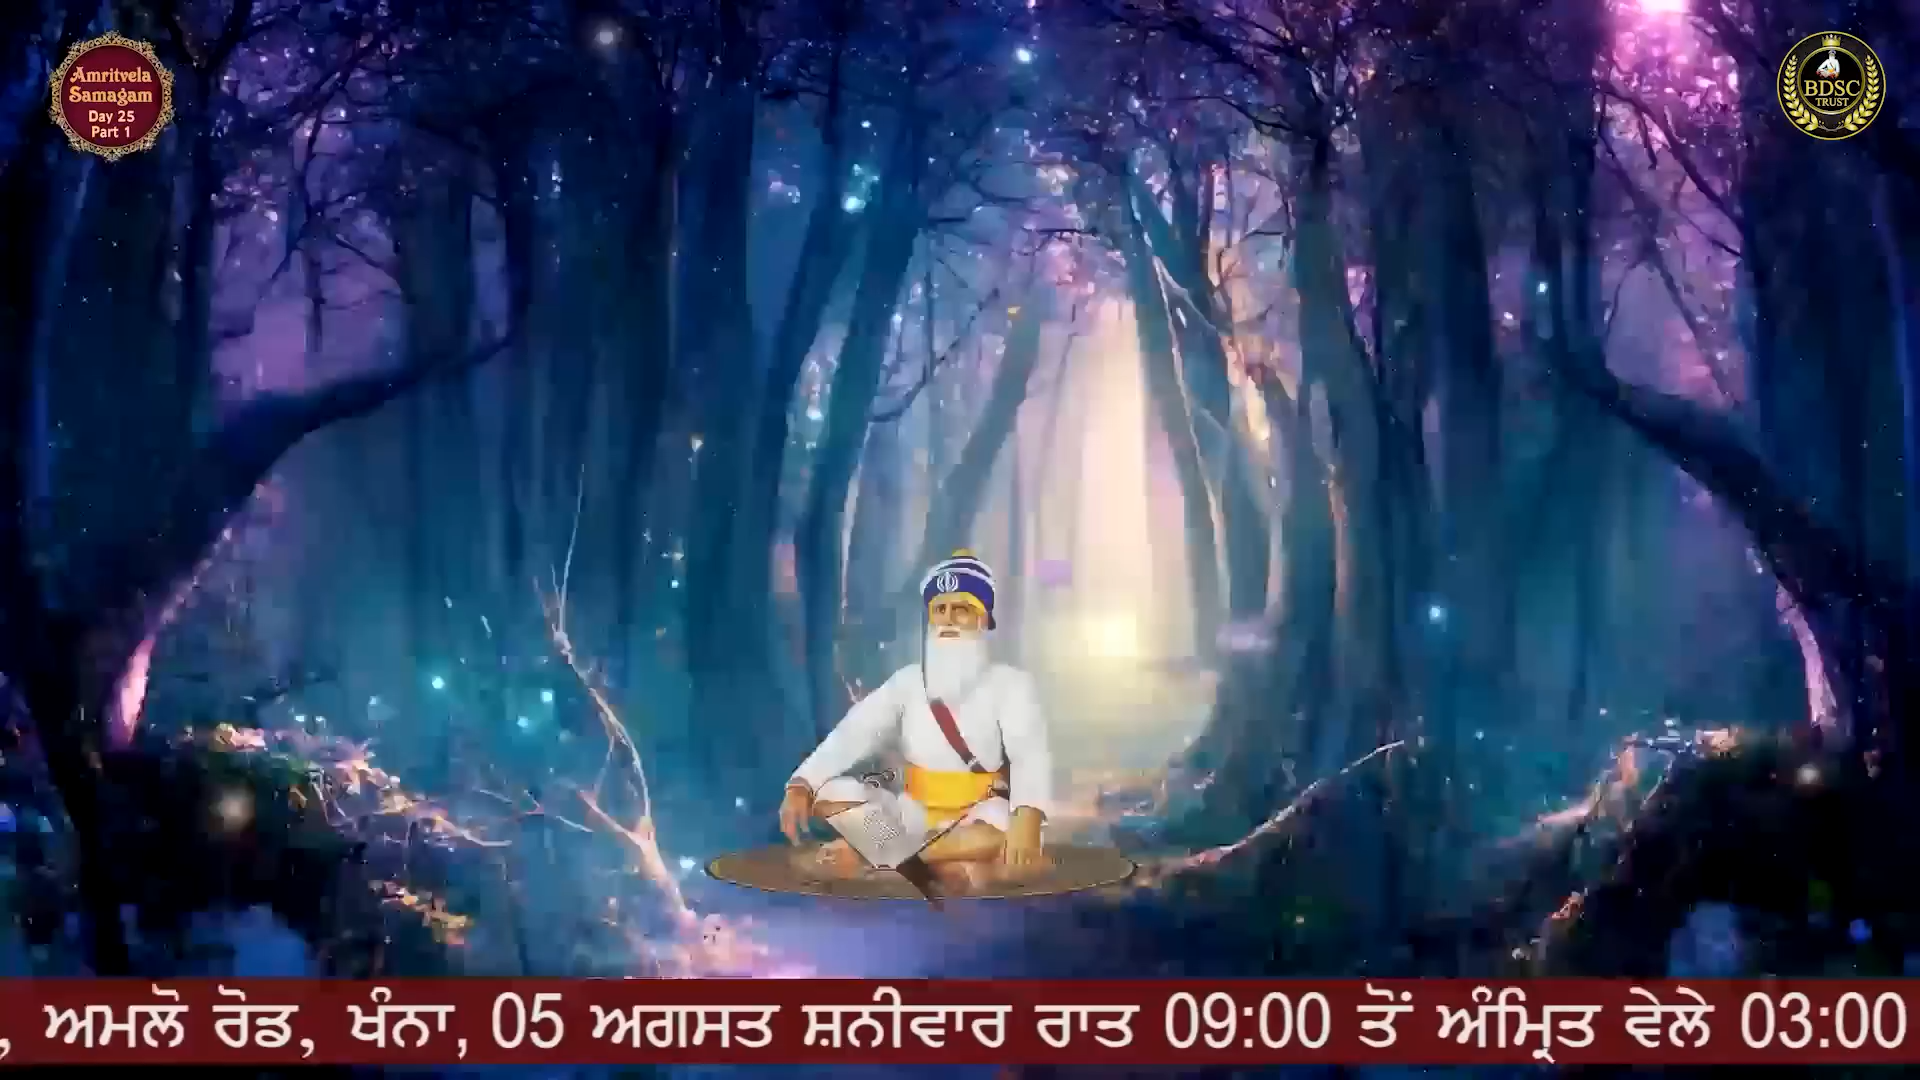 Amritvela
Samagam
Day 25
Part 1
BDSC
TRUST
, ਅਮਲੋ ਰੋਡ, ਖੰਨਾ, 05 ਅਗਸਤ ਸ਼ਨੀਵਾਰ ਰਾਤ 09:00 ਤੋਂ ਅੰਮ੍ਰਿਤ ਵੇਲੇ 03:00